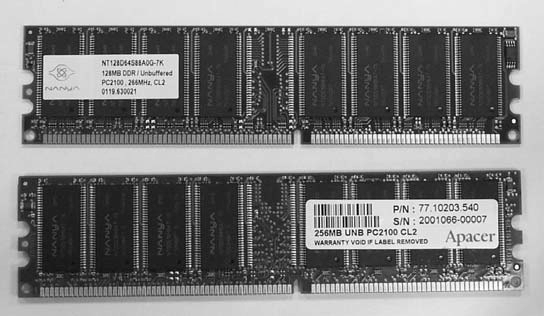 NT128D64S88A0G-7K
128MB DDR / Unbuffered
PC2100 , 266MHz, CL2
0119.630021
NANYA
P/N : 77.10203.540
S/N : 2001066-00007
256MB UNB PC2100 CL2
WARRANTY VOID IF LABEL REMOVED
Apacer